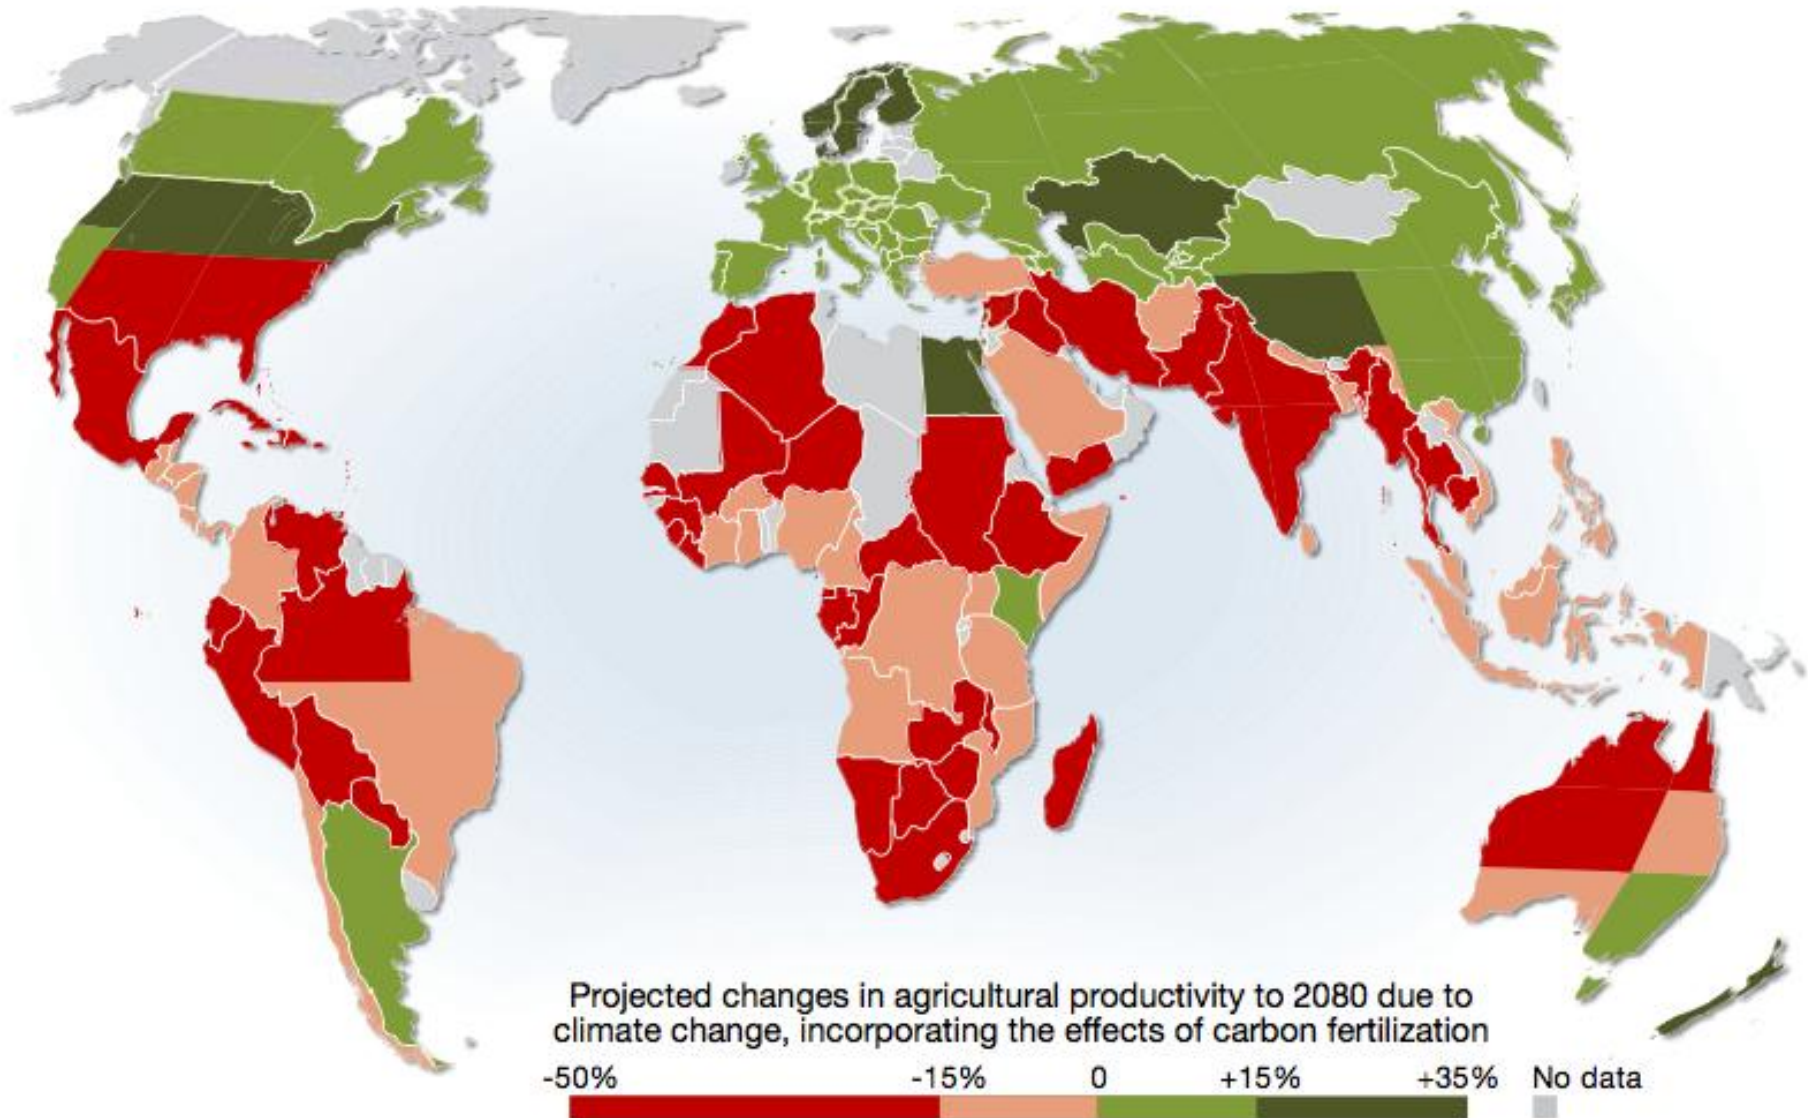 Projected changes in agricultural productivity to 2080 due to
climate change, incorporating the effects of carbon fertilization
-50% -15% 0 +15% +35% No data